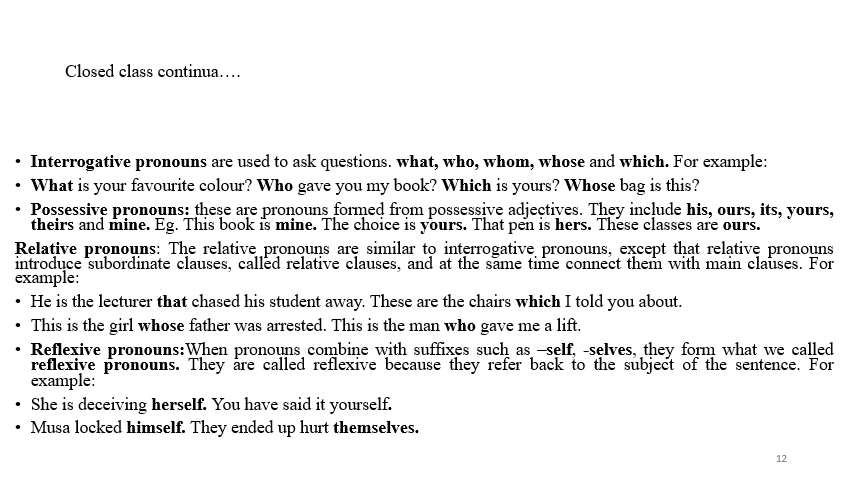 Closed class continua….
• Interrogative pronouns are used to ask questions. what, who, whom, whose and which. For example:
• What is your favourite colour? Who gave you my book? Which is yours? Whose bag is this?
• Possessive pronouns: these are pronouns formed from possessive adjectives. They include his, ours, its, yours,
theirs and mine. Eg. This book is mine. The choice is yours. That pen is hers. These classes are ours.
Relative pronouns: The relative pronouns are similar to interrogative pronouns, except that relative pronouns
introduce subordinate clauses, called relative clauses, and at the same time connect them with main clauses. For
example:
• He is the lecturer that chased his student away. These are the chairs which I told you about.
• This is the girl whose father was arrested. This is the man who gave me a lift.
• Reflexive pronouns:When pronouns combine with suffixes such as –self, -selves, they form what we called
reflexive pronouns. They are called reflexive because they refer back to the subject of the sentence. For
example:
• She is deceiving herself. You have said it yourself.
• Musa locked himself. They ended up hurt themselves.
12